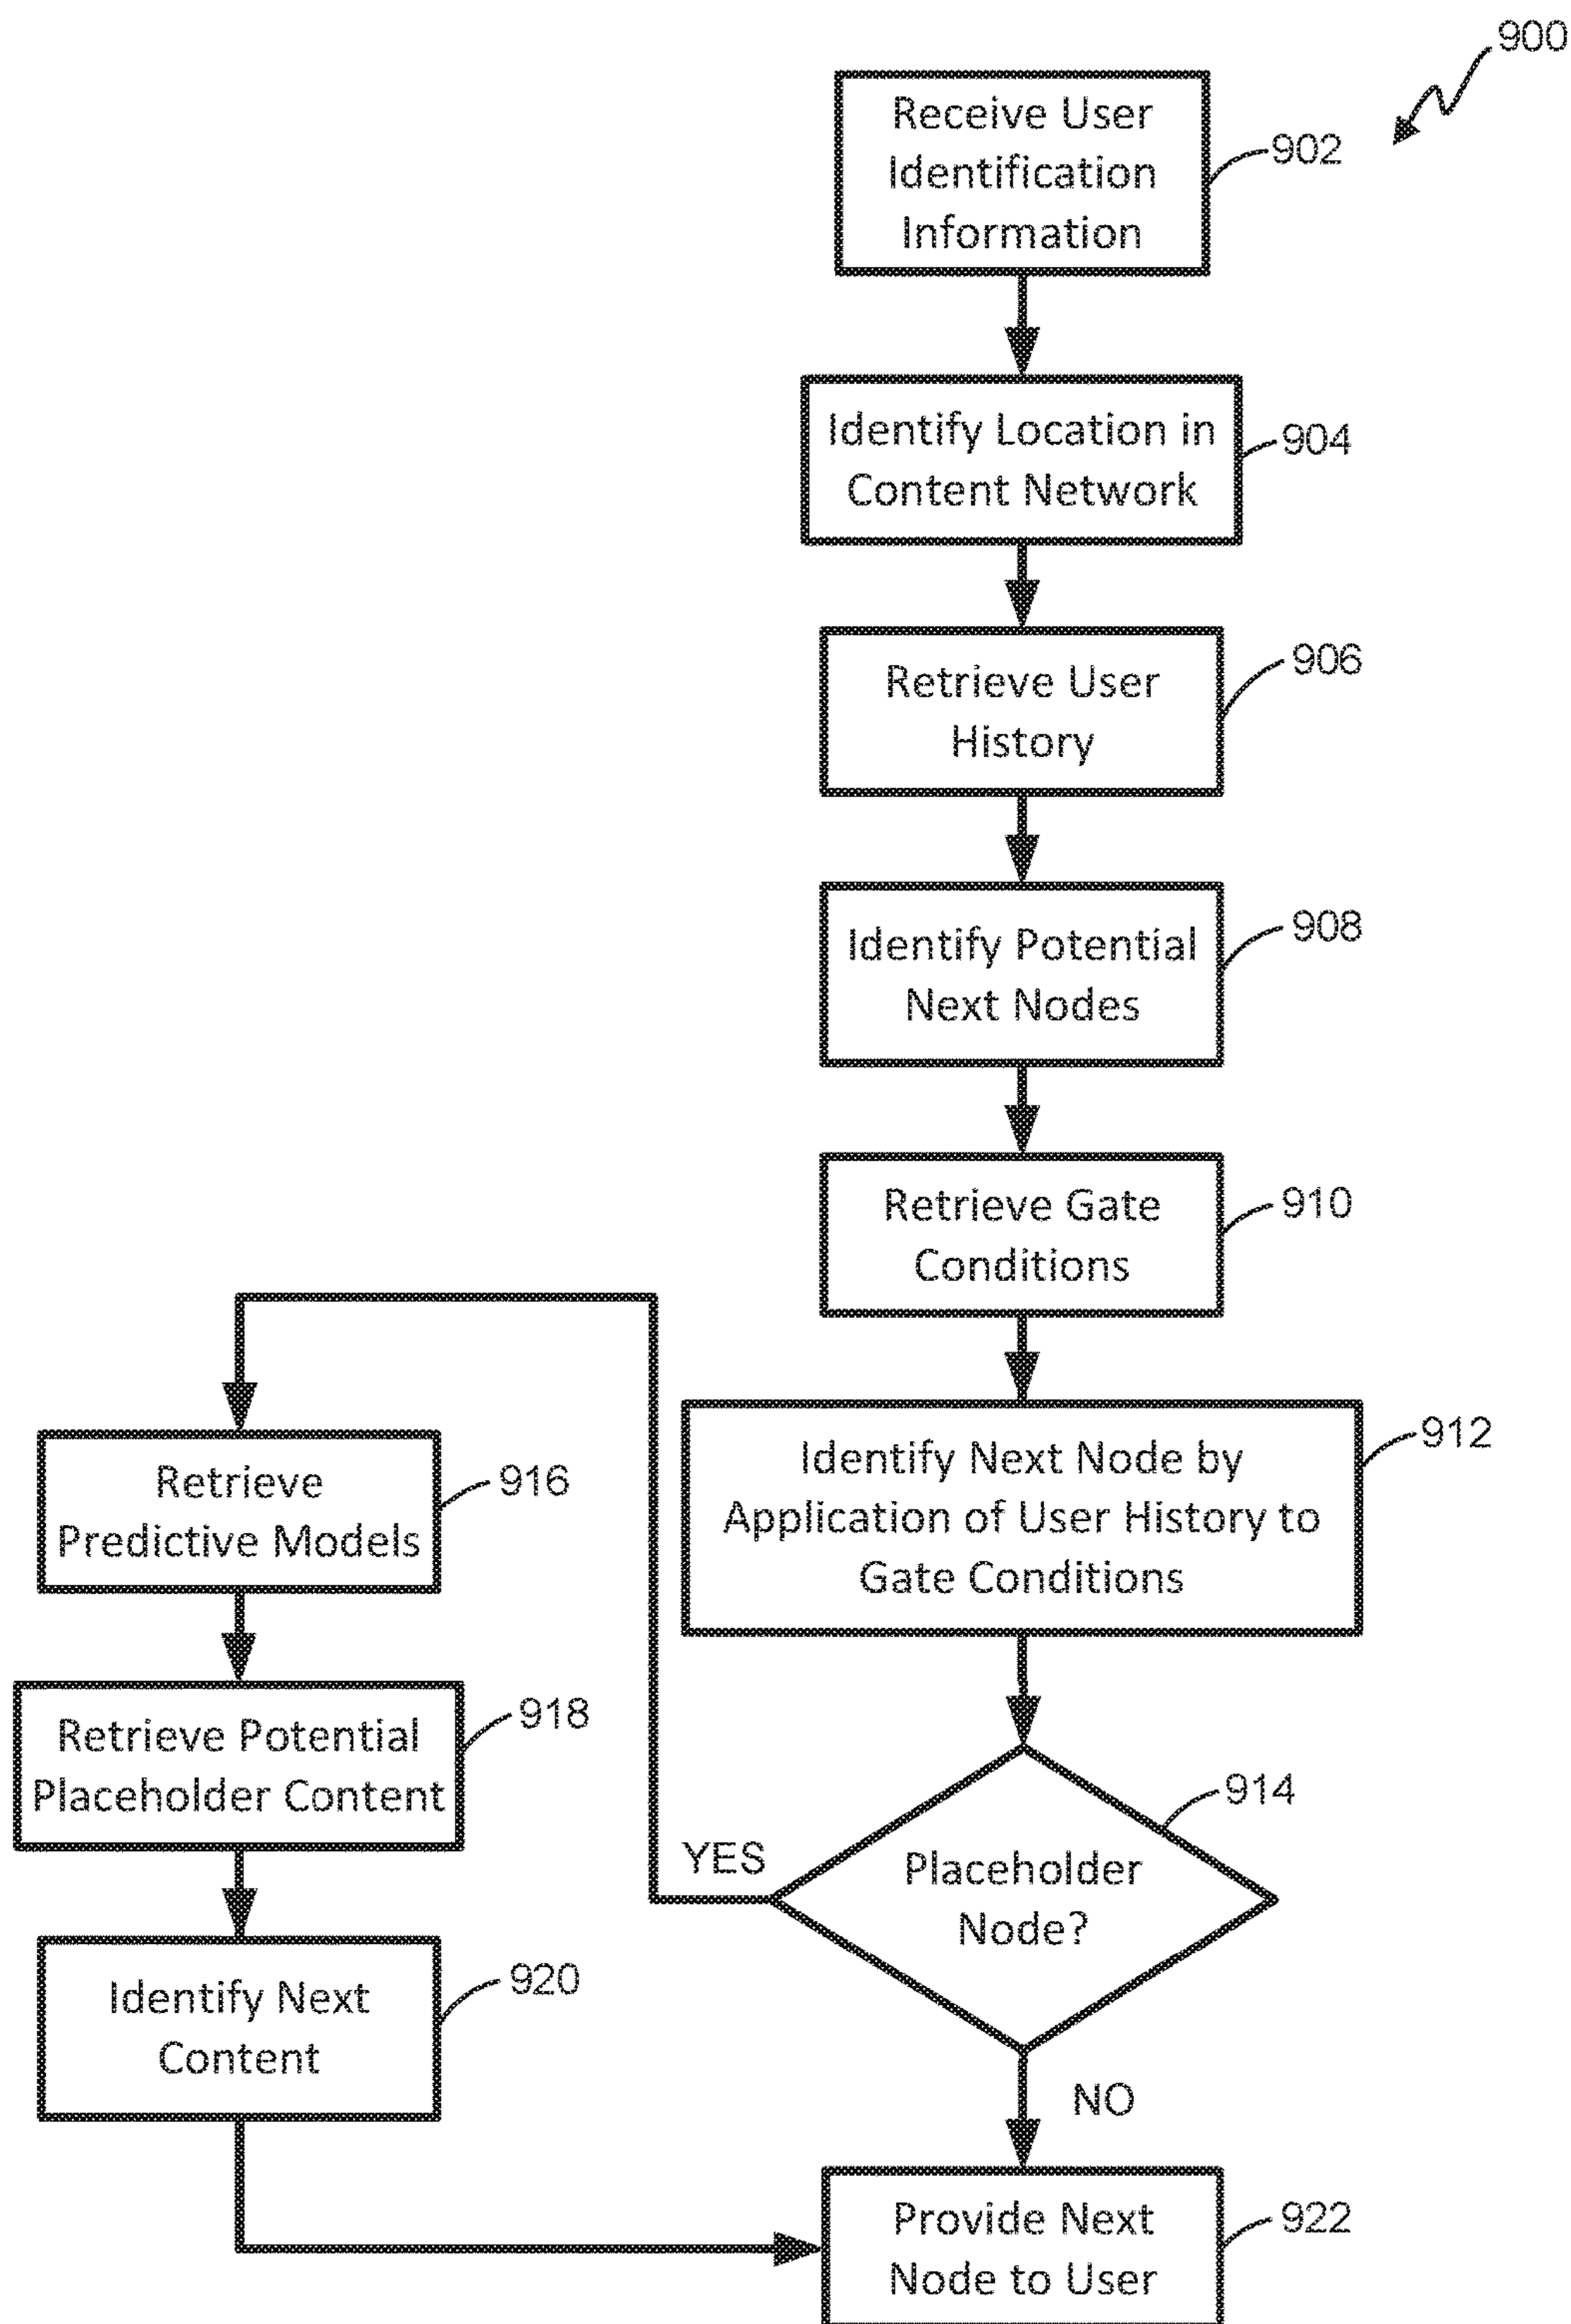 900
Receive User
Identification
Information
902
Identify Location in
Content Network
904
Retrieve User
History
906
Identify Potential
Next Nodes
908
Retrieve Gate
Conditions
910
Identify Next Node by
Application of User History to
Gate Conditions
912
Placeholder
Node?
914
YES
NO
Retrieve
Predictive Models
916
Retrieve Potential
Placeholder Content
918
Identify Next
Content
920
Provide Next
Node to User
922